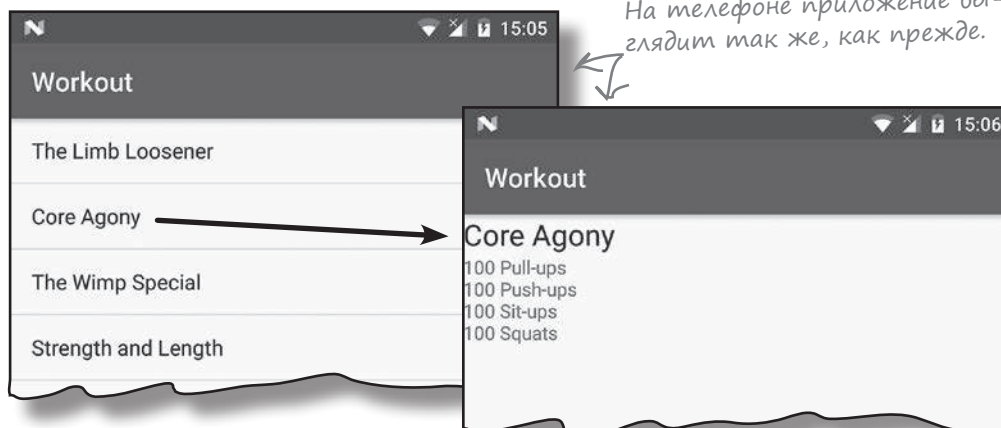 На телефоне приложение вы-
глядит так же, как прежде.
15:05
Workout
The Limb Loosener
Core Agony
The Wimp Special
Strength and Length
15:06
Workout
Core Agony
100 Pull-ups
100 Push-ups
100 Sit-ups
100 Squats